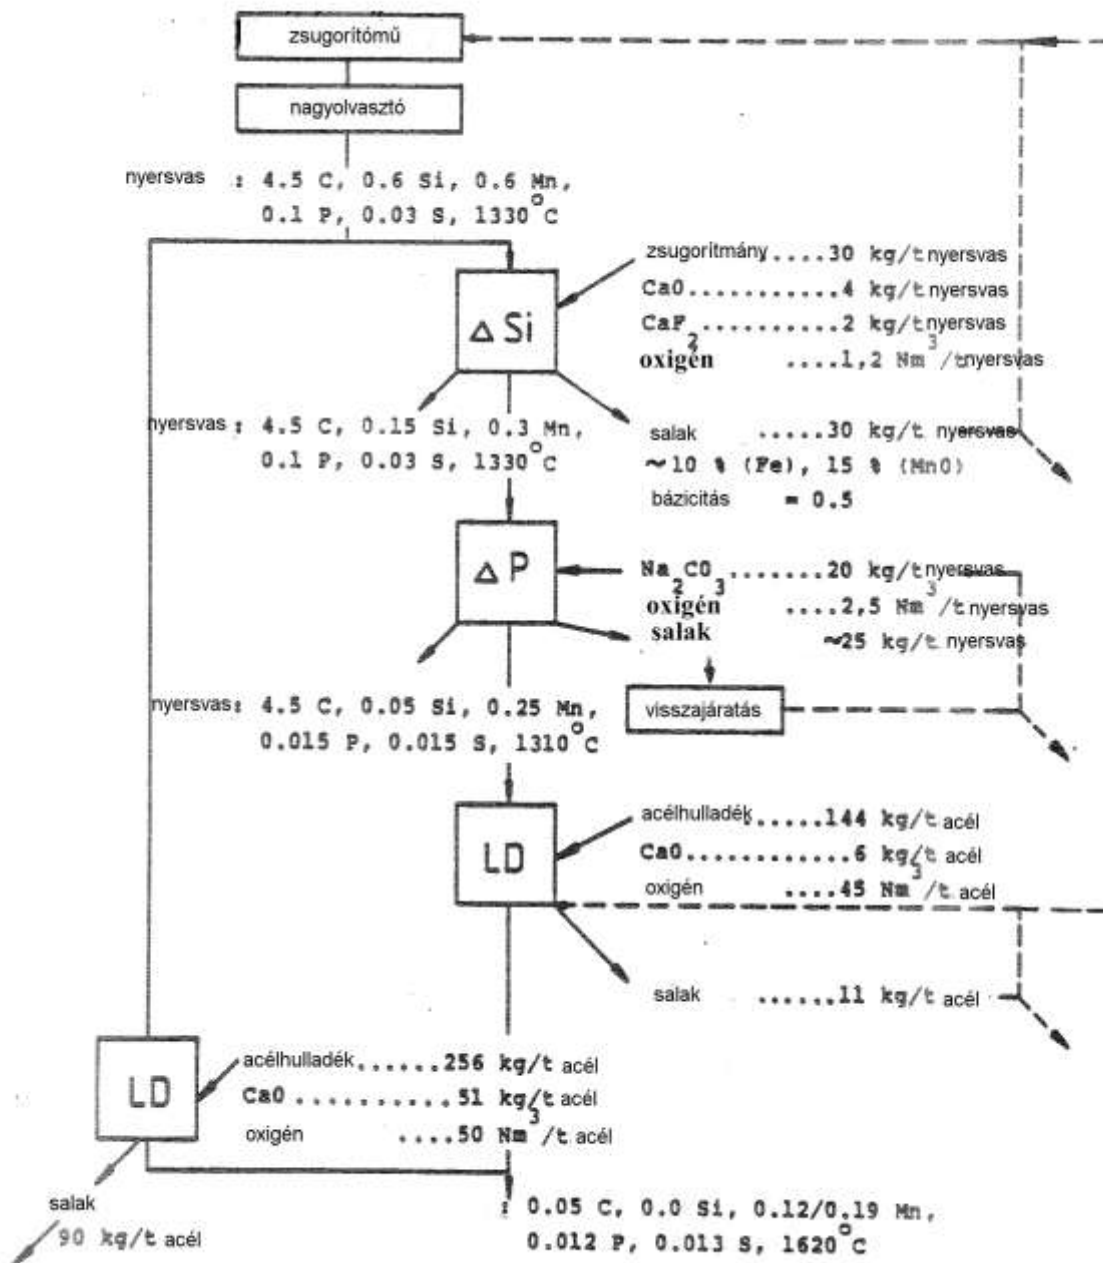 zsugorítómű
nagyolvasztó
nyersvas : 4.5 C, 0.6 Si, 0.6 Mn,
0.1 P, 0.03 S, 1330°C
zsugorítmány.....30 kg/t nyersvas
CaO...........4 kg/t nyersvas
CaF2..........2 kg/t nyersvas
oxigén ....1,2 Nm3/t nyersvas
Δ Si
nyersvas : 4.5 C, 0.15 Si, 0.3 Mn,
0.1 P, 0.03 S, 1330°C
salak .....30 kg/t nyersvas
~10 % (Fe), 15 % (MnO)
bázicitás = 0.5
Δ P
Na2CO3.......20 kg/t nyersvas
oxigén ....2,5 Nm3/t nyersvas
salak ~25 kg/t nyersvas
nyersvas: 4.5 C, 0.05 Si, 0.25 Mn,
0.015 P, 0.015 S, 1310°C
visszajáratás
LD
acélhulladék......144 kg/t acél
CaO............6 kg/t acél
oxigén ....45 Nm3/t acél
salak ......11 kg/t acél
LD
acélhulladék......256 kg/t acél
CaO..........51 kg/t acél
oxigén ....50 Nm3/t acél
salak
90 kg/t acél
: 0.05 C, 0.0 Si, 0.12/0.19 Mn,
0.012 P, 0.013 S, 1620°C